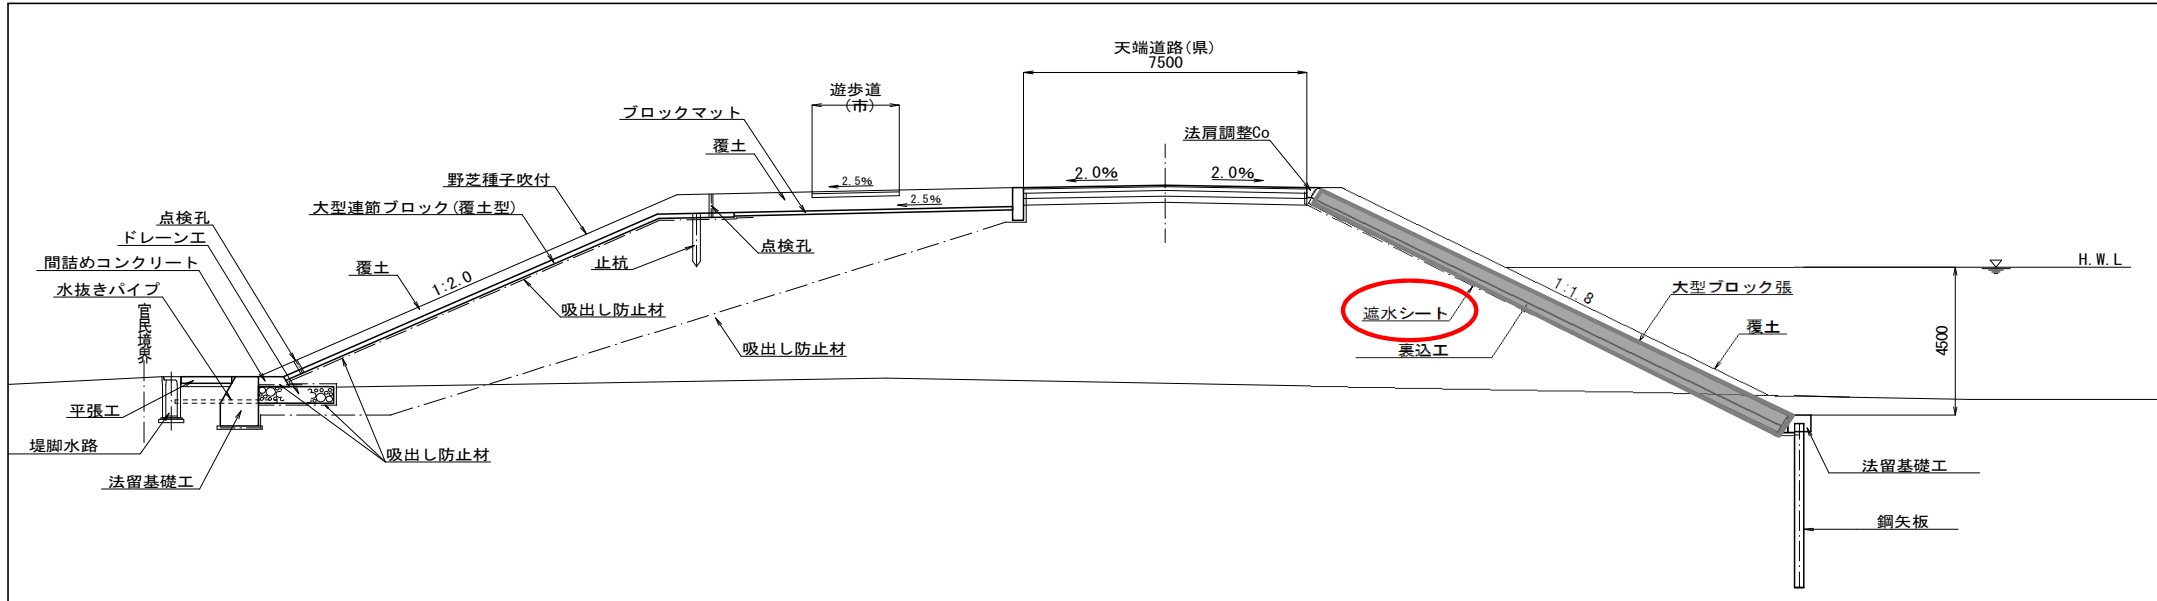 天端道路(県)
7500
遊歩道
(市)
ブロックマット
法肩調整Co
覆土
2.0%
2.0%
野芝種子吹付
2.5%
2.5%
大型連節ブロック(覆土型)
点検孔
ドレーン工
点検孔
間詰めコンクリート
止杭
覆土
1:2.0
H.W.L
水抜きパイプ
吸出し防止材
1:1.8
大型ブロック張
官民境界
遮水シート
覆土
4500
吸出し防止材
裏込工
平張工
堤脚水路
吸出し防止材
法留基礎工
法留基礎工
鋼矢板